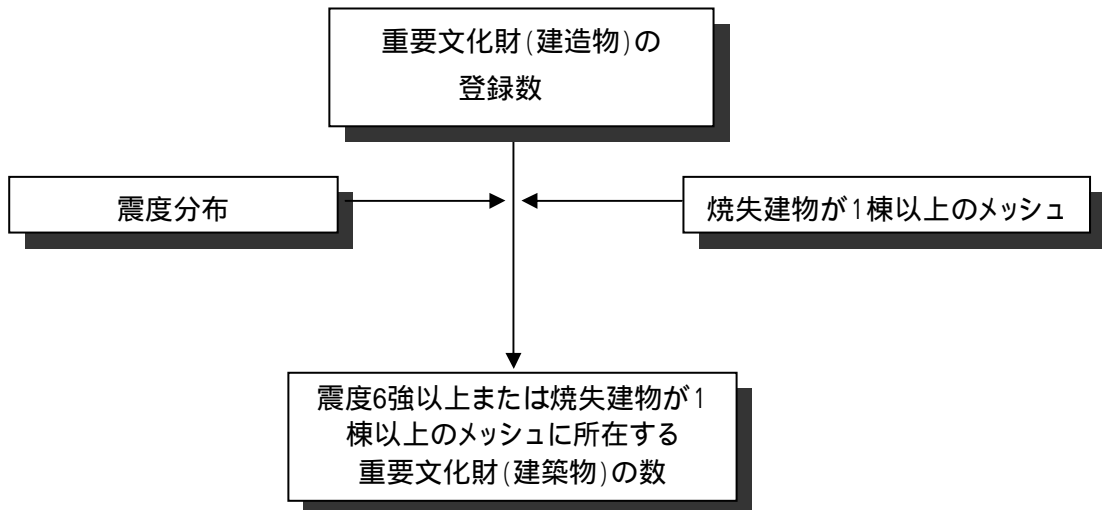 重要文化財(建造物)の
登録数
震度分布
焼失建物が1棟以上のメッシュ
震度6強以上または焼失建物が1
棟以上のメッシュに所在する
重要文化財(建築物)の数